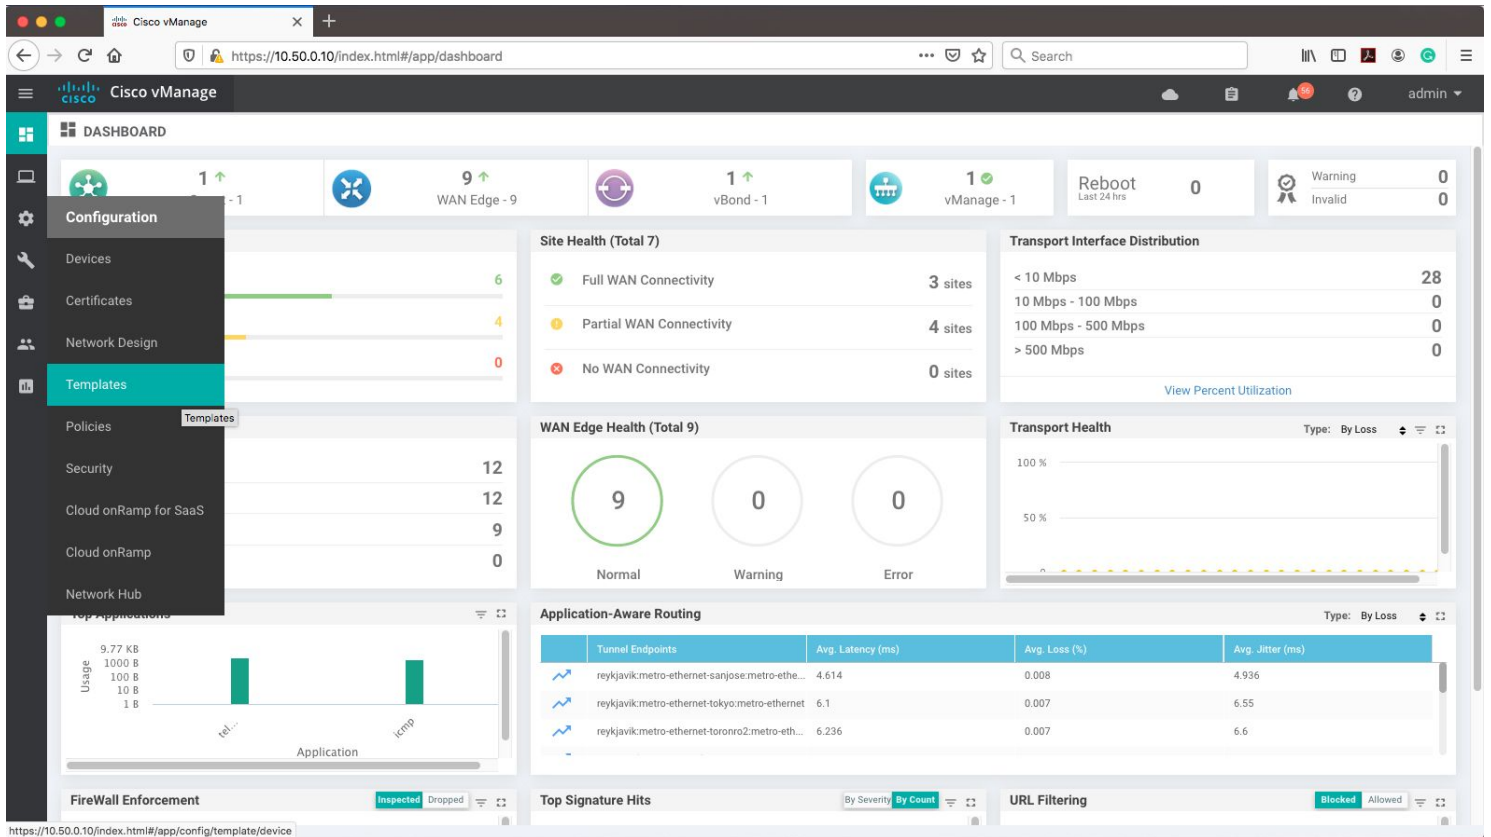 Cisco vManage
https://10.50.0.10/index.html#/app/dashboard
Search
CISCO
Cisco vManage
56
admin
DASHBOARD
1
- 1
9
WAN Edge - 9
1
vBond - 1
1
vManage - 1
Reboot
Last 24 hrs
0
Warning 0
Invalid 0
Configuration
Devices
Certificates
Network Design
Templates
Templates
Policies
Security
Cloud onRamp for SaaS
Cloud onRamp
Network Hub
6
4
0
Site Health (Total 7)
Full WAN Connectivity 3 sites
Partial WAN Connectivity 4 sites
No WAN Connectivity 0 sites
Transport Interface Distribution
< 10 Mbps 28
10 Mbps - 100 Mbps 0
100 Mbps - 500 Mbps 0
> 500 Mbps 0
View Percent Utilization
12
12
9
0
WAN Edge Health (Total 9)
9 0 0
Normal Warning Error
Transport Health
Type: By Loss
100 %
50 %
0
Top Applications
9.77 KB
1000 B
100 B
10 B
1 B
Usage
tel...
icmp
Application
Application-Aware Routing
Type: By Loss
Tunnel Endpoints Avg. Latency (ms) Avg. Loss (%) Avg. Jitter (ms)
reykjavik:metro-ethernet-sanjose:metro-ethe... 4.614 0.008 4.936
reykjavik:metro-ethernet-tokyo:metro-ethernet 6.1 0.007 6.55
reykjavik:metro-ethernet-toronro2:metro-eth... 6.236 0.007 6.6
FireWall Enforcement
Inspected Dropped
Top Signature Hits
By Severity By Count
URL Filtering
Blocked Allowed
https://10.50.0.10/index.html#/app/config/template/device